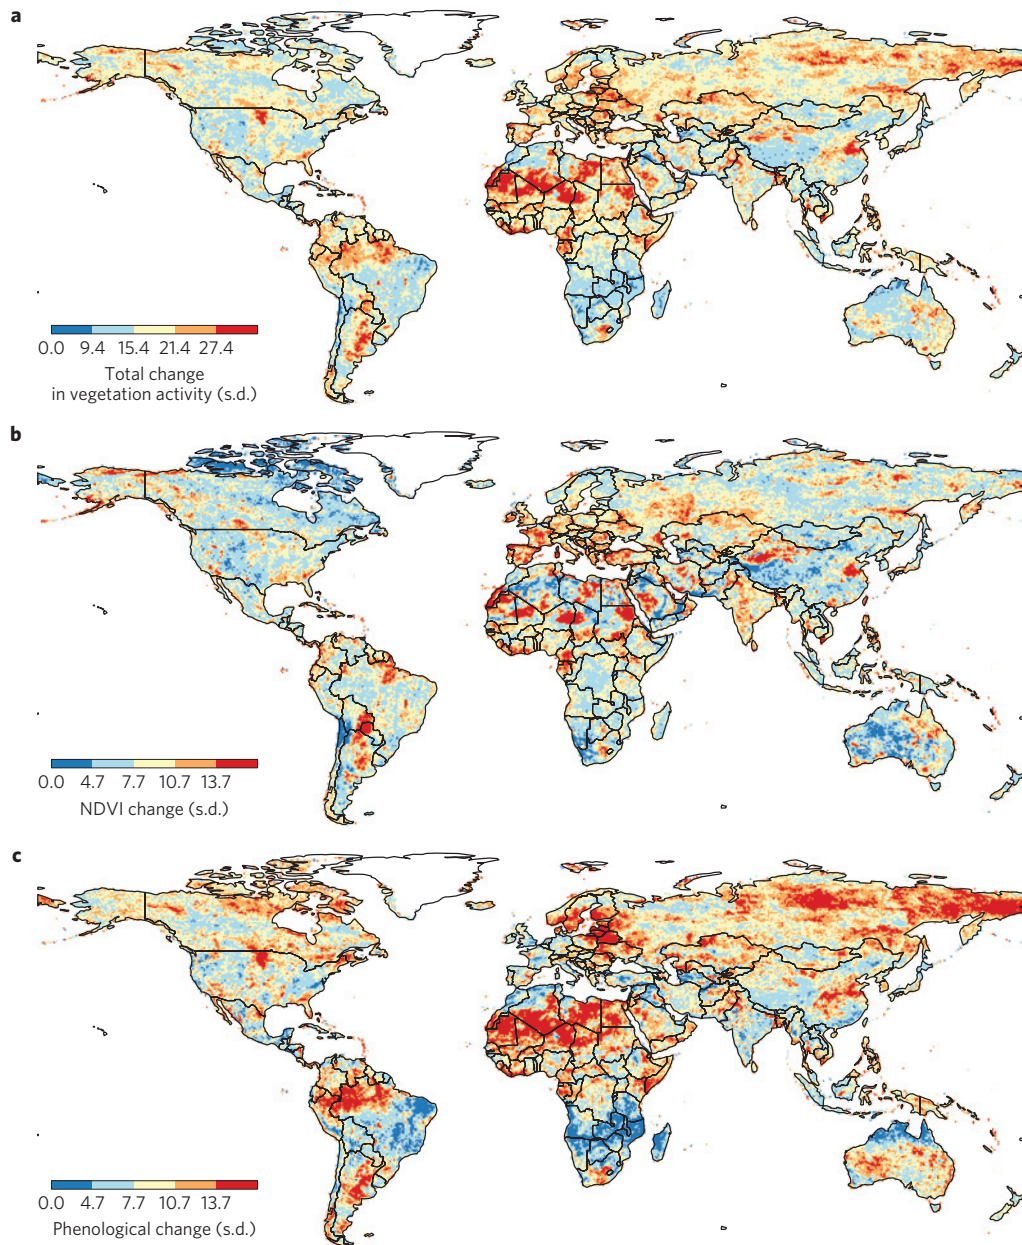 a
0.0 9.4 15.4 21.4 27.4
Total change
in vegetation activity (s.d.)
b
0.0 4.7 7.7 10.7 13.7
NDVI change (s.d.)
c
0.0 4.7 7.7 10.7 13.7
Phenological change (s.d.)